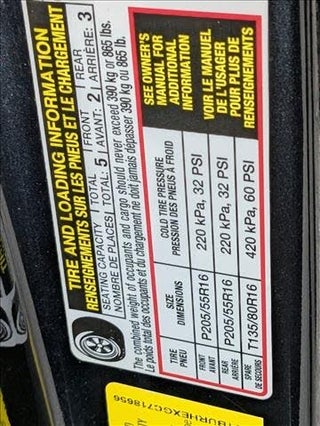 TIRE AND LOADING INFORMATION
RENSEIGNEMENTS SUR LES PNEUS ET LE CHARGEMENT
SEATING CAPACITY | TOTAL | FRONT | REAR
NOMBRE DE PLACES | TOTAL: 5 | AVANT: 2 | ARRIÈRE: 3
The combined weight of occupants and cargo should never exceed 390 kg or 865 lbs.
Le poids total des occupants et du chargement ne doit jamais dépasser 390 kg ou 865 lb.
TIRE SIZE COLD TIRE PRESSURE
PNEU DIMENSIONS PRESSION DES PNEUS À FROID
FRONT
AVANT P205/55R16 220 kPa, 32 PSI
REAR
ARRIÈRE P205/55R16 220 kPa, 32 PSI
SPARE
DE SECOURS T135/80R16 420 kPa, 60 PSI
SEE OWNER'S
MANUAL FOR
ADDITIONAL
INFORMATION
VOIR LE MANUEL
DE L'USAGER
POUR PLUS DE
RENSEIGNEMENTS
TBURHEXGC718656